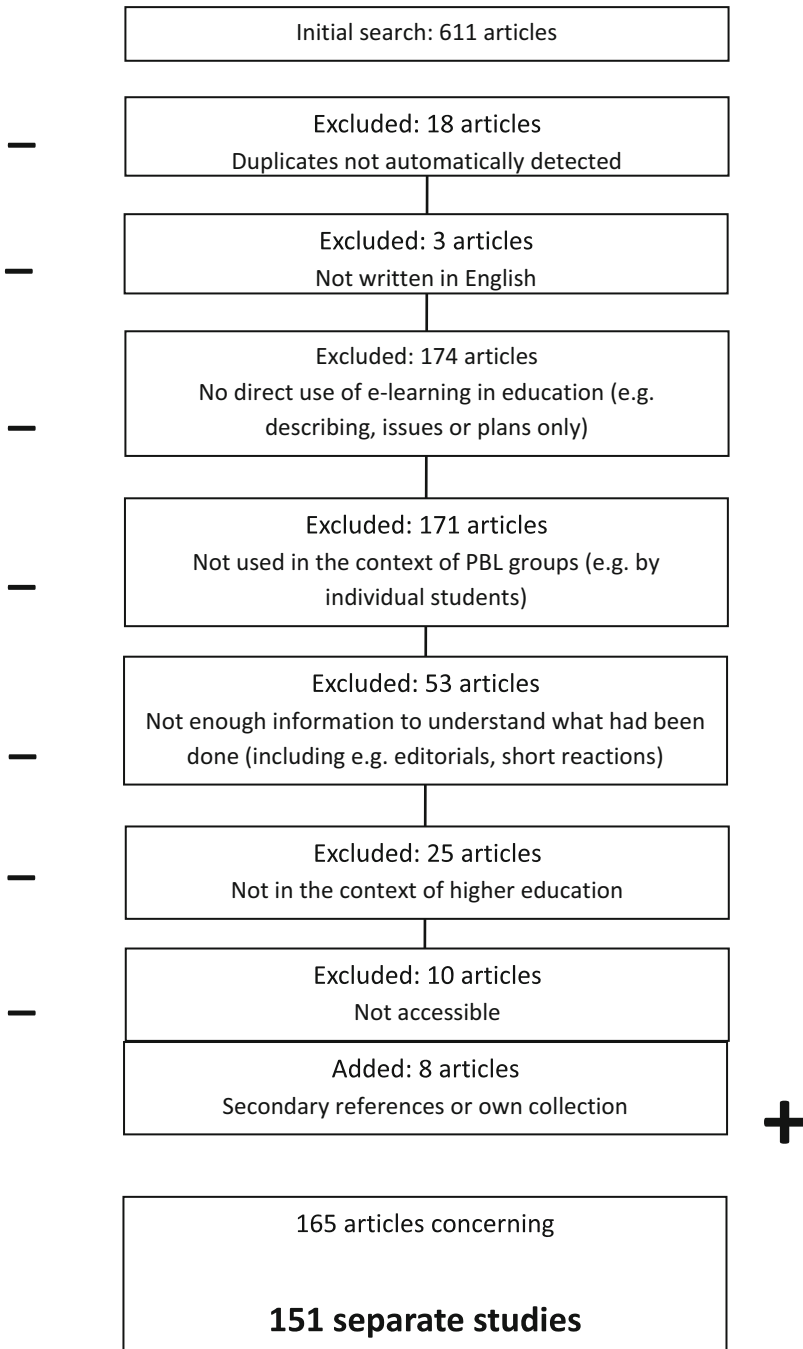 Initial search: 611 articles
−
Excluded: 18 articles
Duplicates not automatically detected
−
Excluded: 3 articles
Not written in English
−
Excluded: 174 articles
No direct use of e-learning in education (e.g.
describing, issues or plans only)
−
Excluded: 171 articles
Not used in the context of PBL groups (e.g. by
individual students)
−
Excluded: 53 articles
Not enough information to understand what had been
done (including e.g. editorials, short reactions)
−
Excluded: 25 articles
Not in the context of higher education
−
Excluded: 10 articles
Not accessible
Added: 8 articles
Secondary references or own collection
+
165 articles concerning
151 separate studies